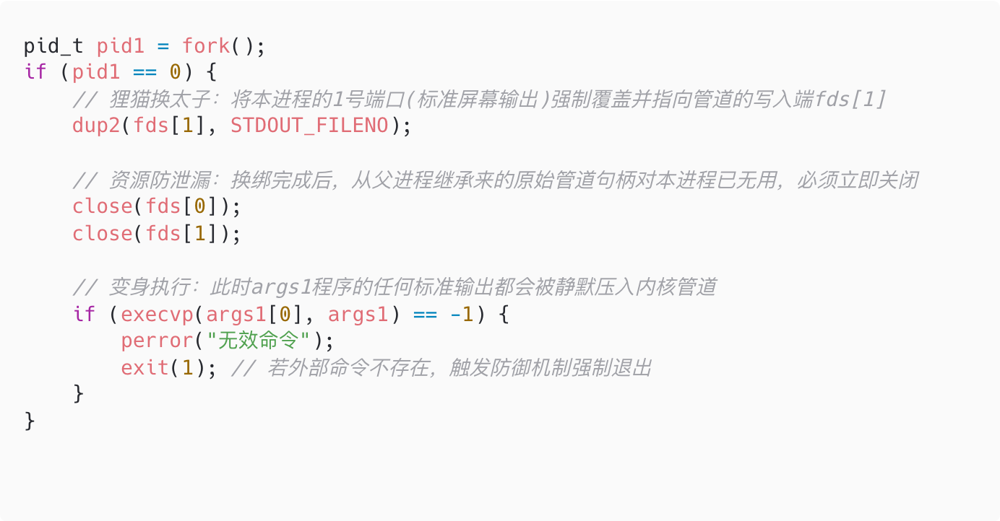 pid_t pid1 = fork();
if (pid1 == 0) {
    // 狸猫换太子：将本进程的1号端口(标准屏幕输出)强制覆盖并指向管道的写入端fds[1]
    dup2(fds[1], STDOUT_FILENO);
    // 资源防泄漏：换绑完成后，从父进程继承来的原始管道句柄对本进程已无用，必须立即关闭
    close(fds[0]);
    close(fds[1]);
    // 变身执行：此时args1程序的任何标准输出都会被静默压入内核管道
    if (execvp(args1[0], args1) == -1) {
        perror("无效命令");
        exit(1); // 若外部命令不存在，触发防御机制强制退出
    }
}